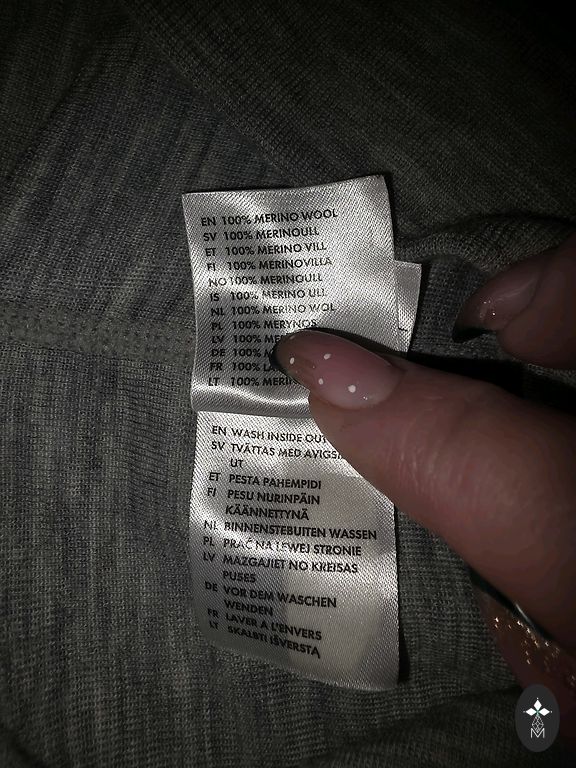 EN 100% MERINO WOOL
SV 100% MERINOULL
ET 100% MERINO VILL
FI 100% MERINOVILLA
NO 100% MERINOULL
IS 100% MERINO ULL
NL 100% MERINO WOL
PL 100% MERYNOS
LV 100%
DE 100%
FR 100%
LT 100%
EN WASH INSIDE OUT
SV TVÄTTAS MED
UT
ET PESTA PAHEMPIDI
FI PESU NURINPÄIN
KÄÄNNETTYNÄ
NL BINNENSTEBUITEN WASSEN
PL PRAĆ NA LEWEJ STRONIE
LV MAZGAJIET NO KREISAS
PUSES
DE VOR DEM WASCHEN
WENDEN
FR LAVER A L'ENVERS
LT SKALBTI IŠVERSTĄ